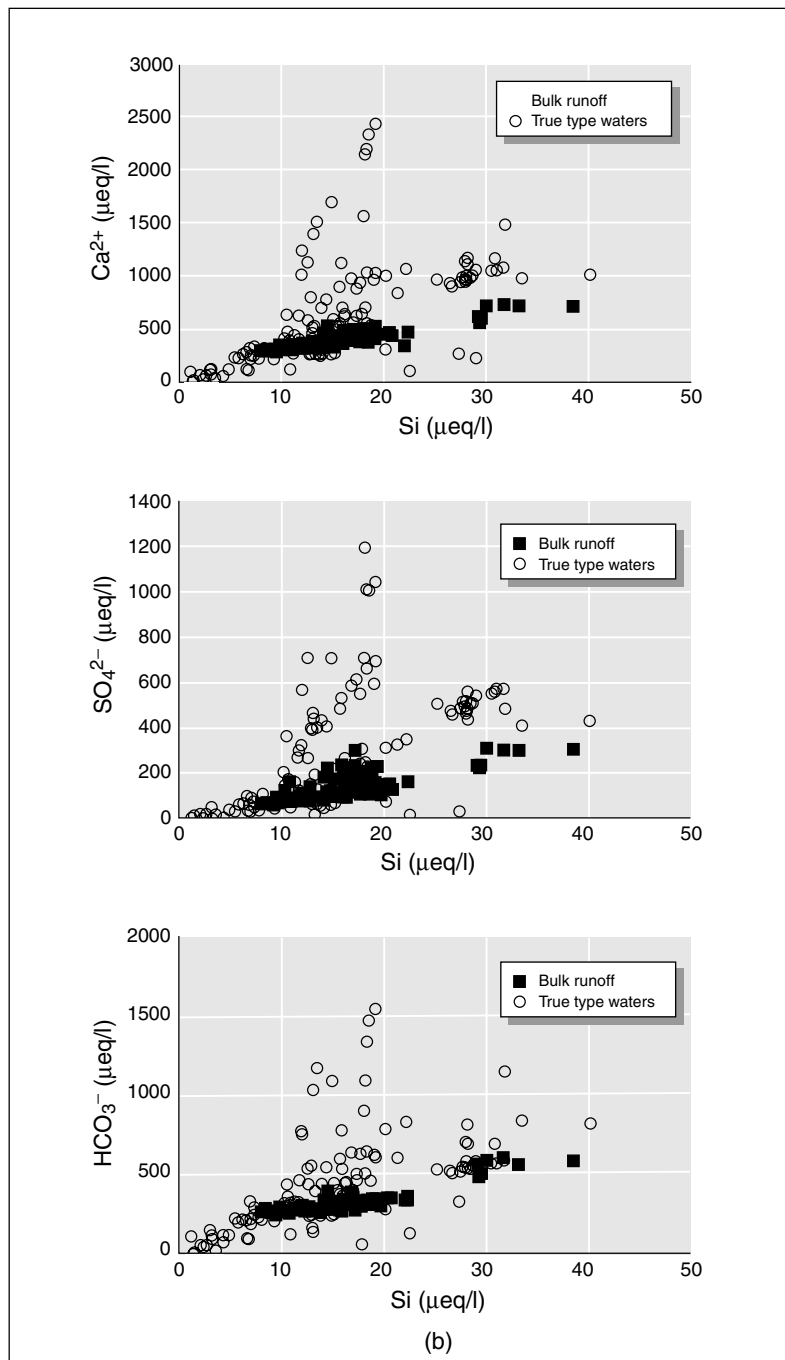 3000
2500
2000
1500
1000
500
0
Ca²⁺ (µeq/l)
Bulk runoff
True type waters
0 10 20 30 40 50
Si (µeq/l)
1400
1200
1000
800
600
400
200
0
SO₄²⁻ (µeq/l)
Bulk runoff
True type waters
0 10 20 30 40 50
Si (µeq/l)
2000
1500
1000
500
0
HCO₃⁻ (µeq/l)
Bulk runoff
True type waters
0 10 20 30 40 50
Si (µeq/l)
(b)